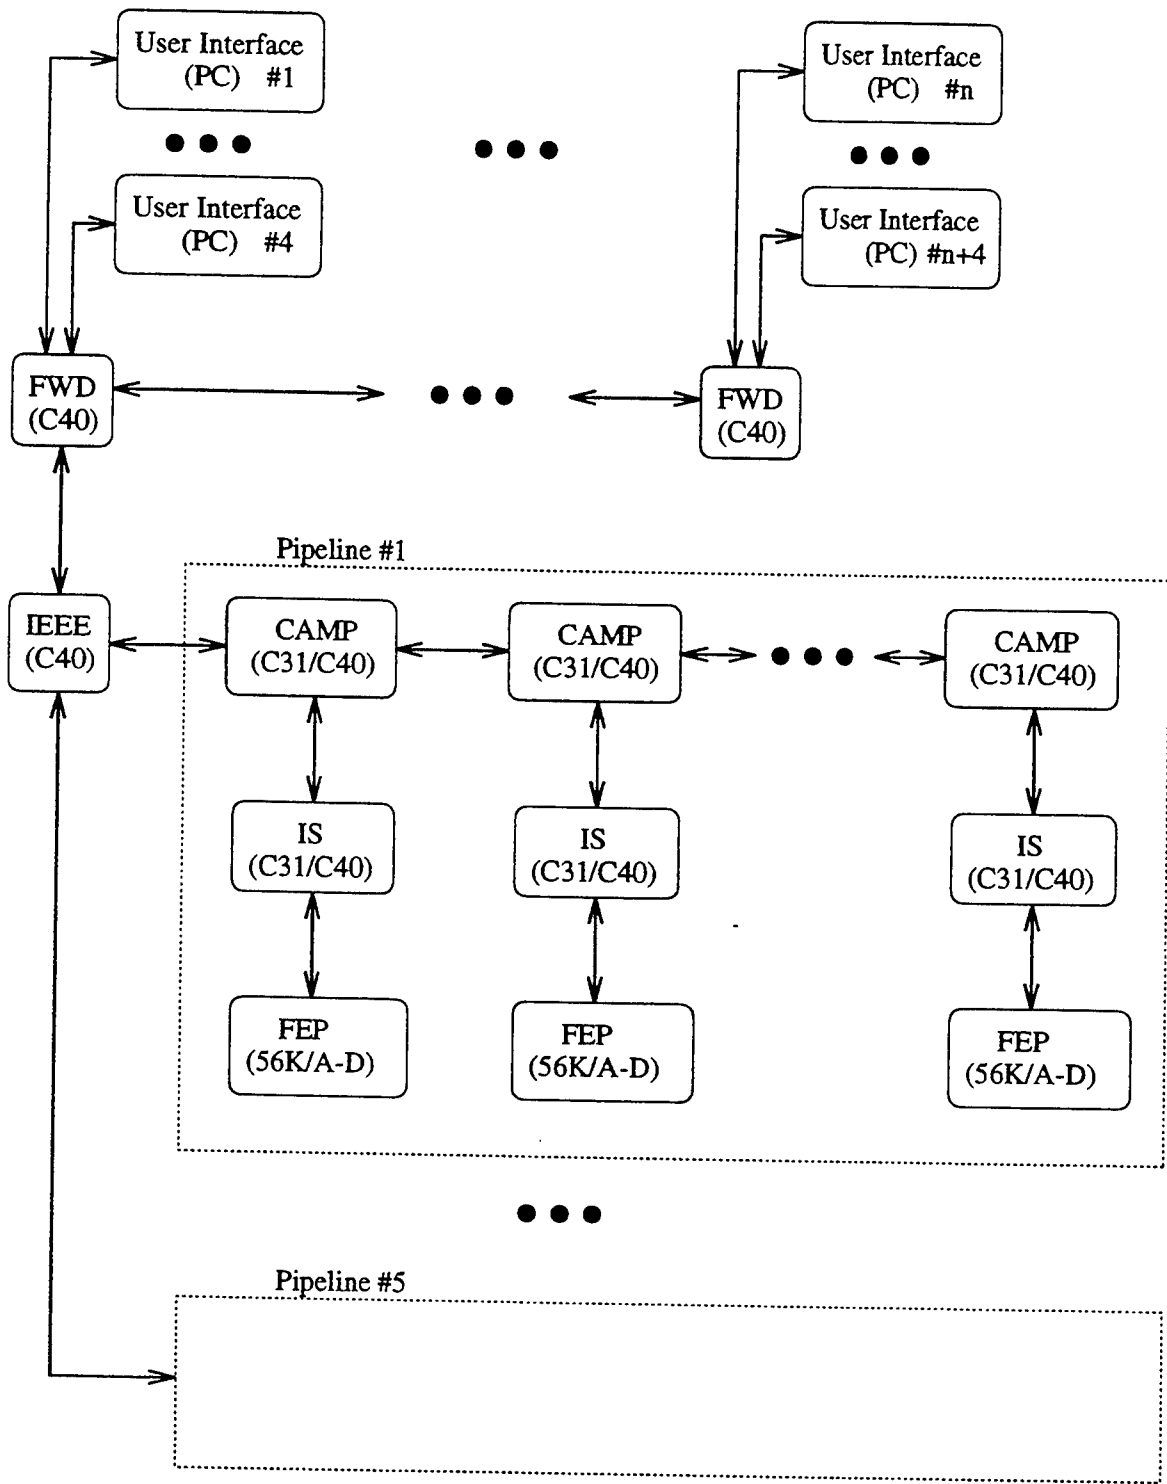 User Interface
(PC) #1
User Interface
(PC) #n
User Interface
(PC) #4
User Interface
(PC) #n+4
FWD
(C40)
FWD
(C40)
Pipeline #1
IEEE
(C40)
CAMP
(C31/C40)
CAMP
(C31/C40)
CAMP
(C31/C40)
IS
(C31/C40)
IS
(C31/C40)
IS
(C31/C40)
FEP
(56K/A-D)
FEP
(56K/A-D)
FEP
(56K/A-D)
Pipeline #5